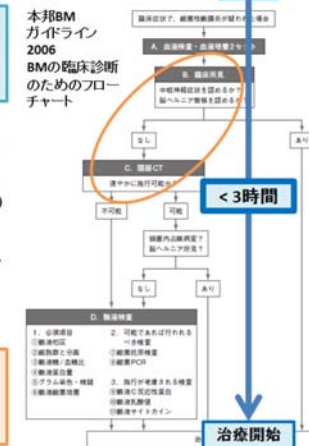 本邦BM
ガイドライン
2006
BMの臨床診断
のためのフロー
チャート
臨床症状で、細菌性髄膜炎が疑われた場合
A. 血液検査・血液培養2セット
B. 臨床所見
中枢神経症状を認めるか？
脳ヘルニア徴候を認めるか？
なし
あり
C. 頭部CT
速やかに施行可能か
<3時間
不可能
可能
頭蓋内占拠病変？
脳ヘルニア所見？
なし
あり
D. 髄液検査
1. 必須項目
①髄液初圧
②細胞数と分画
③髄液糖/血糖比
④髄液蛋白量
⑤グラム染色・検鏡
⑥髄液細菌培養
2. 可能であれば行われる
べき検査
⑦細菌抗原検査
⑧細菌PCR
3. 施行が考慮される検査
⑨髄液C反応性蛋白
⑩髄液乳酸値
⑪髄液サイトカイン
治療開始